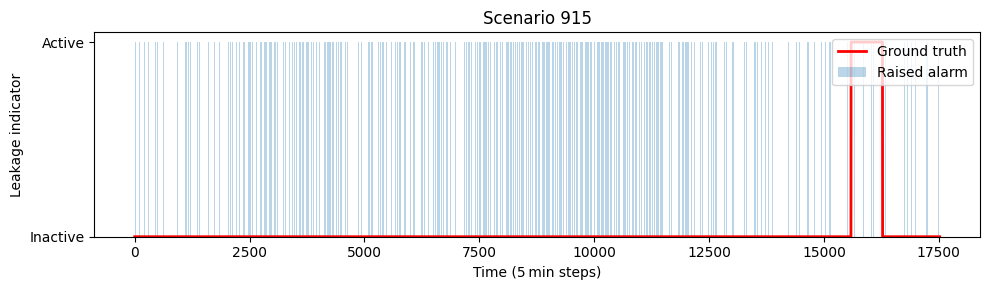 Scenario 915
Active
Inactive
Leakage indicator
Ground truth
Raised alarm
0 2500 5000 7500 10000 12500 15000 17500
Time (5 min steps)